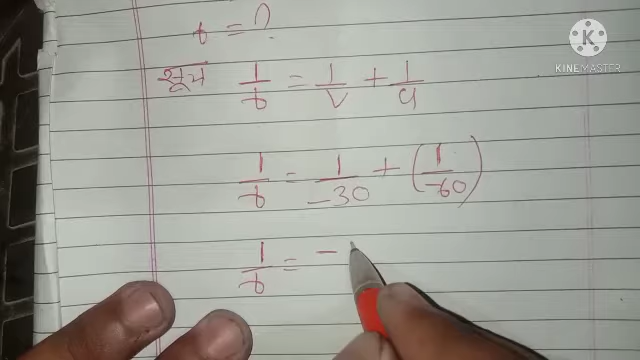 f = ?
सूत्र 1/f = 1/v + 1/u
1/f = 1/-30 + (1/-60)
1/f = -
KINEMASTER